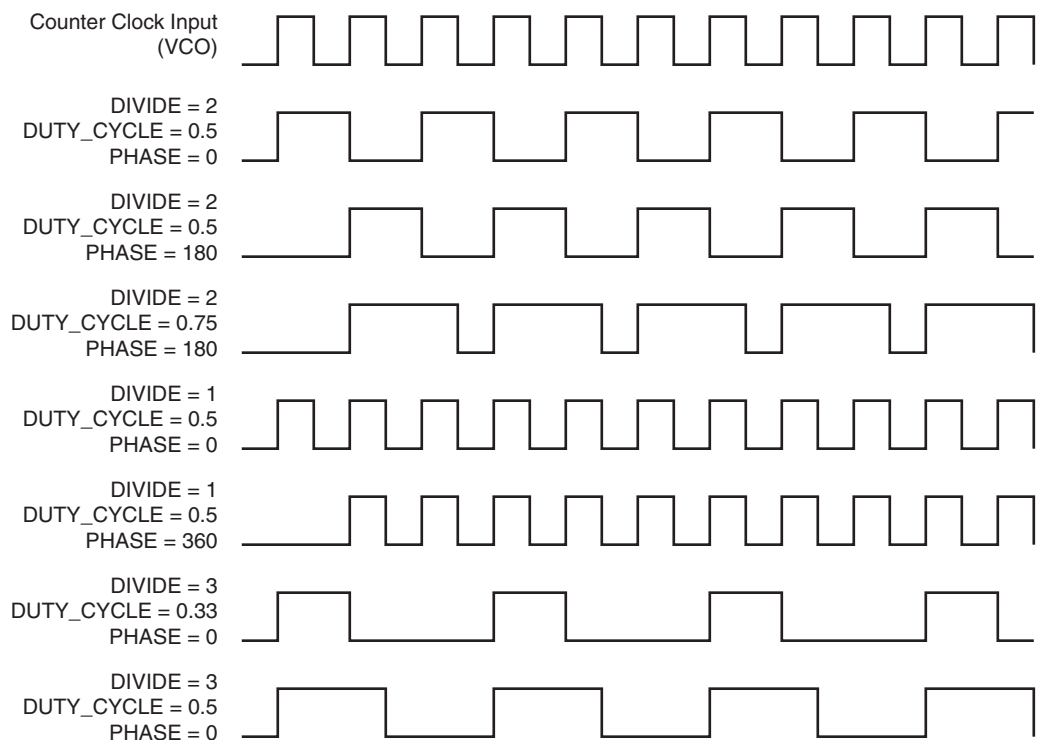 Counter Clock Input
(VCO)
DIVIDE = 2
DUTY_CYCLE = 0.5
PHASE = 0
DIVIDE = 2
DUTY_CYCLE = 0.5
PHASE = 180
DIVIDE = 2
DUTY_CYCLE = 0.75
PHASE = 180
DIVIDE = 1
DUTY_CYCLE = 0.5
PHASE = 0
DIVIDE = 1
DUTY_CYCLE = 0.5
PHASE = 360
DIVIDE = 3
DUTY_CYCLE = 0.33
PHASE = 0
DIVIDE = 3
DUTY_CYCLE = 0.5
PHASE = 0